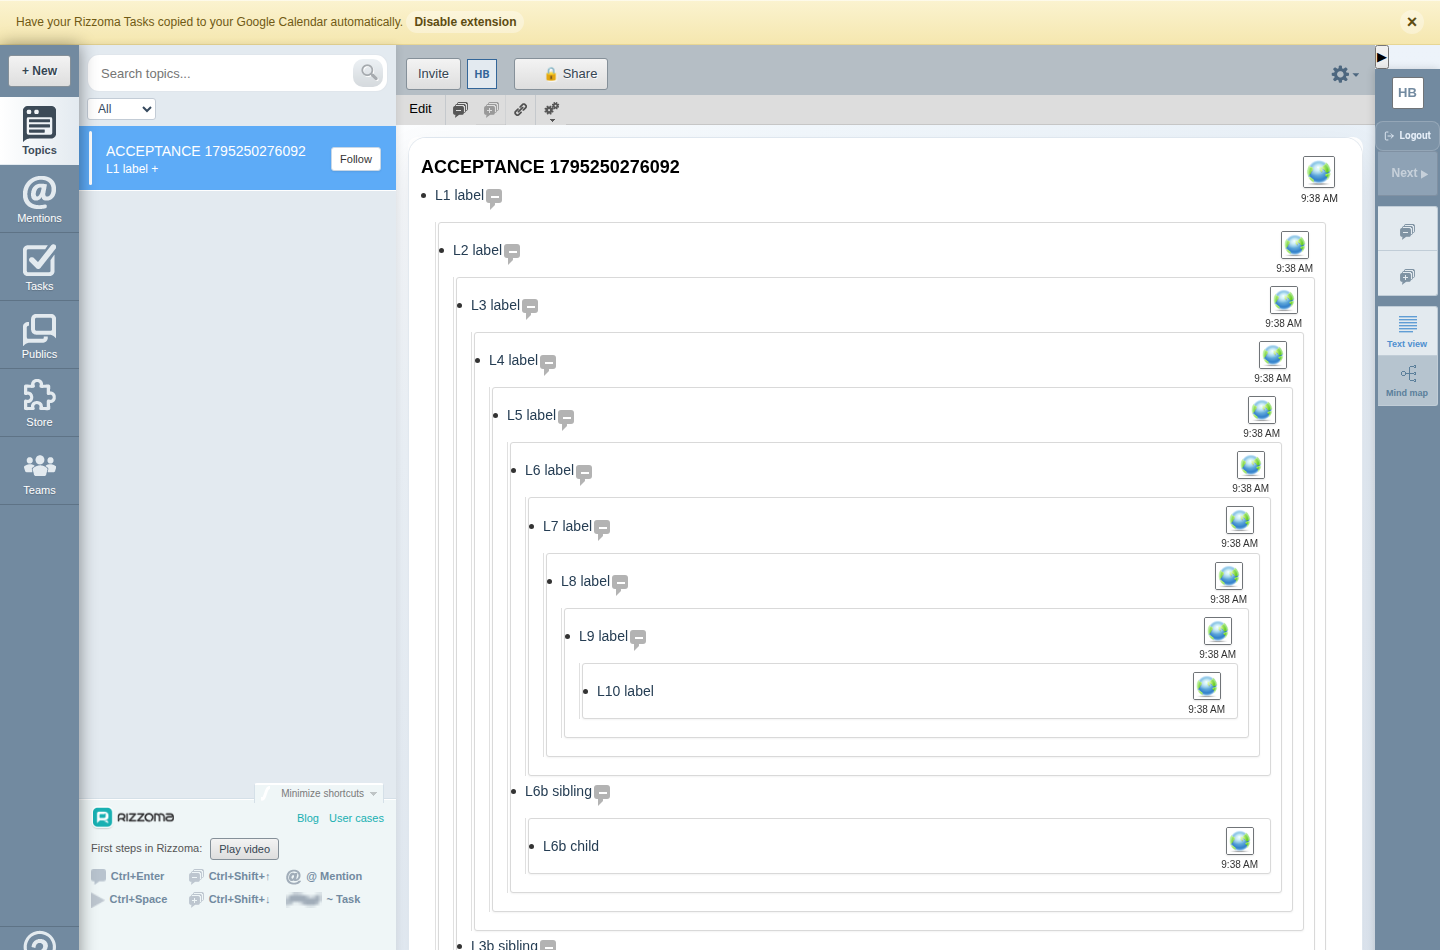 Have your Rizzoma Tasks copied to your Google Calendar automatically. Disable extension ×
+ New
Topics
Mentions
Tasks
Publics
Store
Teams
Search topics...
All
ACCEPTANCE 1795250276092
L1 label +
Follow
Minimize shortcuts
RIZZOMA
Blog User cases
First steps in Rizzoma: Play video
Ctrl+Enter Ctrl+Shift+↑ @ Mention
Ctrl+Space Ctrl+Shift+↓ ~ Task
Invite HB Share
Edit
ACCEPTANCE 1795250276092
9:38 AM
L1 label
L2 label
9:38 AM
L3 label
9:38 AM
L4 label
9:38 AM
L5 label
9:38 AM
L6 label
9:38 AM
L7 label
9:38 AM
L8 label
9:38 AM
L9 label
9:38 AM
L10 label
9:38 AM
L6b sibling
L6b child
9:38 AM
L3b sibling
HB
Logout
Next ▶
Text view
Mind map